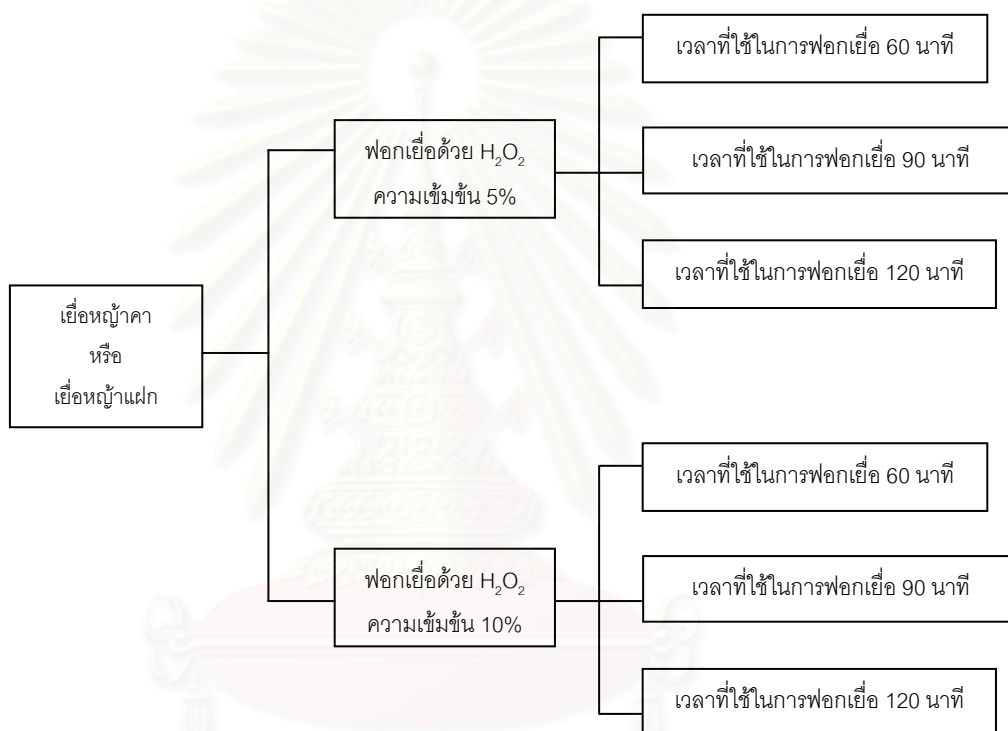 เยื่อหญ้าคา
หรือ
เยื่อหญ้าแฝก
ฟอกเยื่อด้วย H₂O₂
ความเข้มข้น 5%
เวลาที่ใช้ในการฟอกเยื่อ 60 นาที
เวลาที่ใช้ในการฟอกเยื่อ 90 นาที
เวลาที่ใช้ในการฟอกเยื่อ 120 นาที
ฟอกเยื่อด้วย H₂O₂
ความเข้มข้น 10%
เวลาที่ใช้ในการฟอกเยื่อ 60 นาที
เวลาที่ใช้ในการฟอกเยื่อ 90 นาที
เวลาที่ใช้ในการฟอกเยื่อ 120 นาที